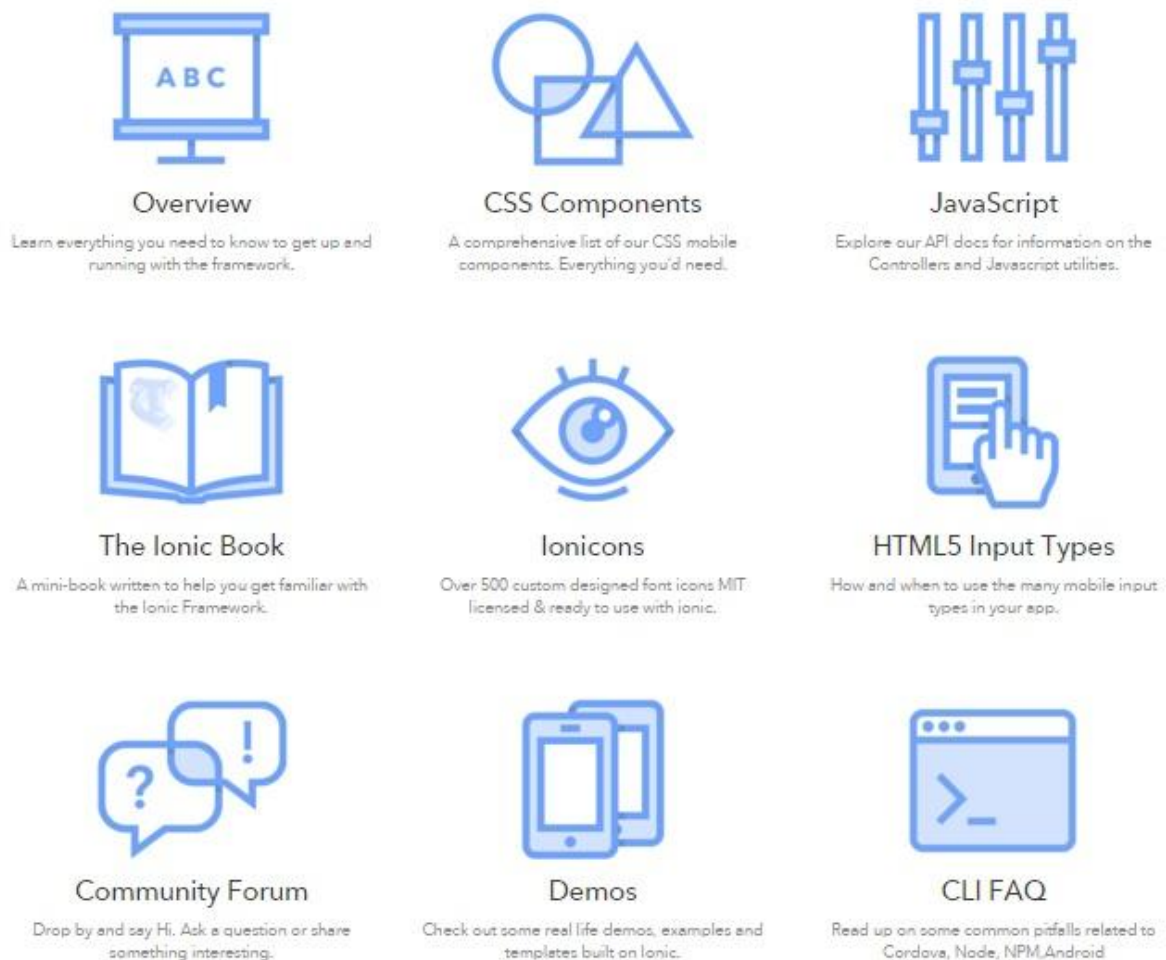 ABC
Overview
Learn everything you need to know to get up and
running with the framework.
CSS Components
A comprehensive list of our CSS mobile
components. Everything you'd need.
JavaScript
Explore our API docs for information on the
Controllers and Javascript utilities.
The Ionic Book
A mini-book written to help you get familiar with
the Ionic Framework.
Ionicons
Over 500 custom designed font icons MIT
licensed & ready to use with ionic.
HTML5 Input Types
How and when to use the many mobile input
types in your app.
?
!
Community Forum
Drop by and say Hi. Ask a question or share
something interesting.
Demos
Check out some real life demos, examples and
templates built on Ionic.
>_
CLI FAQ
Read up on some common pitfalls related to
Cordova, Node, NPM,Android